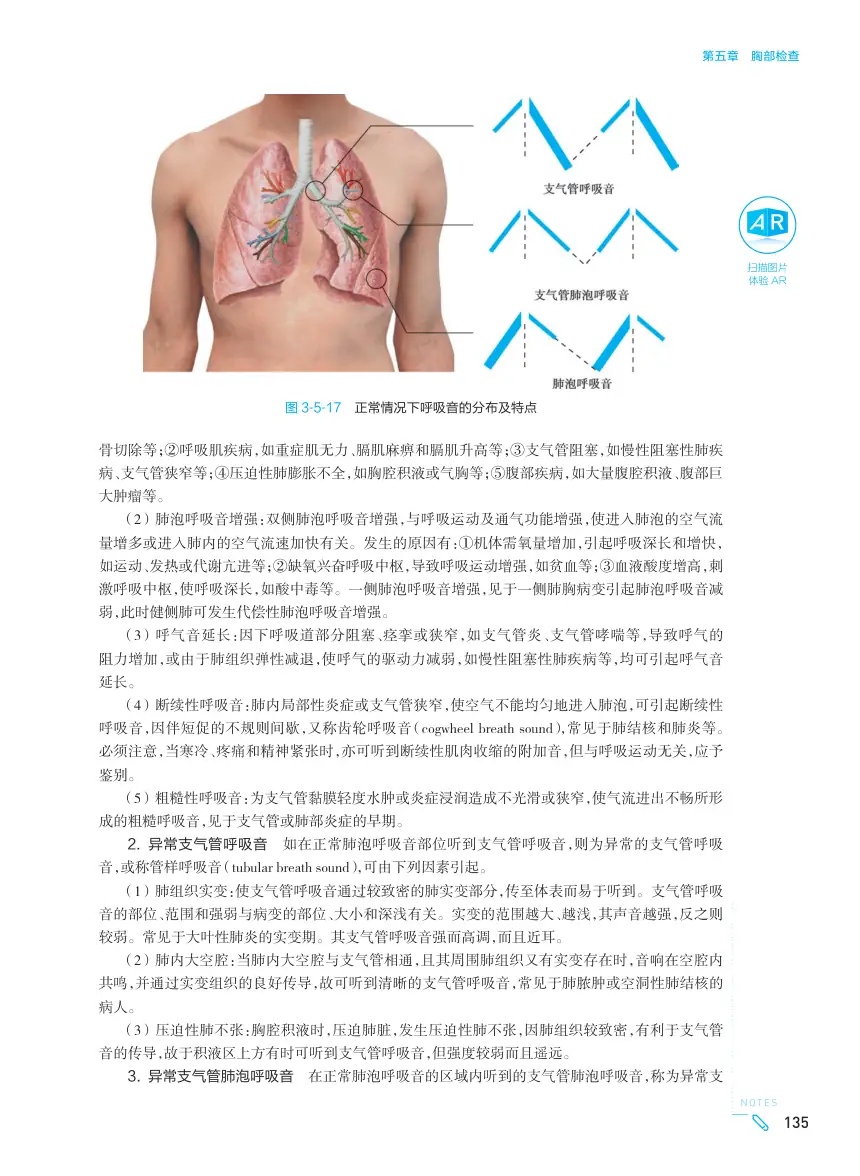 第五章 胸部检查
支气管呼吸音
AR
支气管肺泡呼吸音
扫描图片
体验 AR
肺泡呼吸音
图 3-5-17 正常情况下呼吸音的分布及特点
骨切除等；②呼吸肌疾病，如重症肌无力、膈肌麻痹和膈肌升高等；③支气管阻塞，如慢性阻塞性肺疾
病、支气管狭窄等；④压迫性肺膨胀不全，如胸腔积液或气胸等；⑤腹部疾病，如大量腹腔积液、腹部巨
大肿瘤等。
（2）肺泡呼吸音增强：双侧肺泡呼吸音增强，与呼吸运动及通气功能增强，使进入肺泡的空气流
量增多或进入肺内的空气流速加快有关。发生的原因有：①机体需氧量增加，引起呼吸深长和增快，
如运动、发热或代谢亢进等；②缺氧兴奋呼吸中枢，导致呼吸运动增强，如贫血等；③血液酸度增高，刺
激呼吸中枢，使呼吸深长，如酸中毒等。一侧肺泡呼吸音增强，见于一侧肺胸病变引起肺泡呼吸音减
弱，此时健侧肺可发生代偿性肺泡呼吸音增强。
（3）呼气音延长：因下呼吸道部分阻塞、痉挛或狭窄，如支气管炎、支气管哮喘等，导致呼气的
阻力增加，或由于肺组织弹性减退，使呼气的驱动力减弱，如慢性阻塞性肺疾病等，均可引起呼气音
延长。
（4）断续性呼吸音：肺内局部性炎症或支气管狭窄，使空气不能均匀地进入肺泡，可引起断续性
呼吸音，因伴短促的不规则间歇，又称齿轮呼吸音（cogwheel breath sound），常见于肺结核和肺炎等。
必须注意，当寒冷、疼痛和精神紧张时，亦可听到断续性肌肉收缩的附加音，但与呼吸运动无关，应予
鉴别。
（5）粗糙性呼吸音：为支气管黏膜轻度水肿或炎症浸润造成不光滑或狭窄，使气流进出不畅所形
成的粗糙呼吸音，见于支气管或肺部炎症的早期。
2. 异常支气管呼吸音 如在正常肺泡呼吸音部位听到支气管呼吸音，则为异常的支气管呼吸
音，或称管样呼吸音（tubular breath sound），可由下列因素引起。
（1）肺组织实变：使支气管呼吸音通过较致密的肺实变部分，传至体表而易于听到。支气管呼吸
音的部位、范围和强弱与病变的部位、大小和深浅有关。实变的范围越大、越浅，其声音越强，反之则
较弱。常见于大叶性肺炎的实变期。其支气管呼吸音强而高调，而且近耳。
（2）肺内大空腔：当肺内大空腔与支气管相通，且其周围肺组织又有实变存在时，音响在空腔内
共鸣，并通过实变组织的良好传导，故可听到清晰的支气管呼吸音，常见于肺脓肿或空洞性肺结核的
病人。
（3）压迫性肺不张：胸腔积液时，压迫肺脏，发生压迫性肺不张，因肺组织较致密，有利于支气管
音的传导，故于积液区上方有时可听到支气管呼吸音，但强度较弱而且遥远。
3. 异常支气管肺泡呼吸音 在正常肺泡呼吸音的区域内听到的支气管肺泡呼吸音，称为异常支
NOTES
135